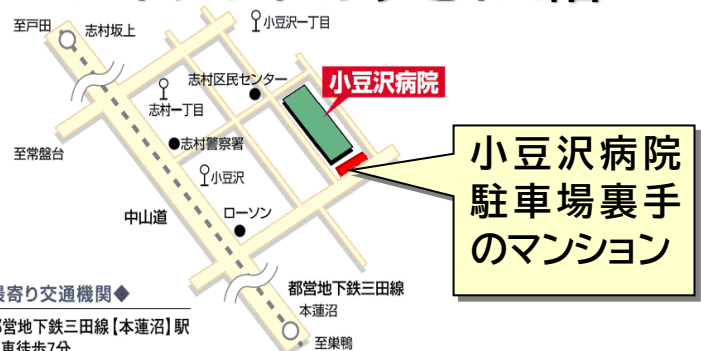 至戸田
志村坂上
小豆沢一丁目
志村区民センター
小豆沢病院
志村一丁目
志村警察署
至常盤台
小豆沢
小豆沢病院
駐車場裏手
のマンション
中山道
ローソン
寄り交通機関◆
都営地下鉄三田線
本蓮沼
営地下鉄三田線【本蓮沼】駅
東徒歩7分
至巣鴨